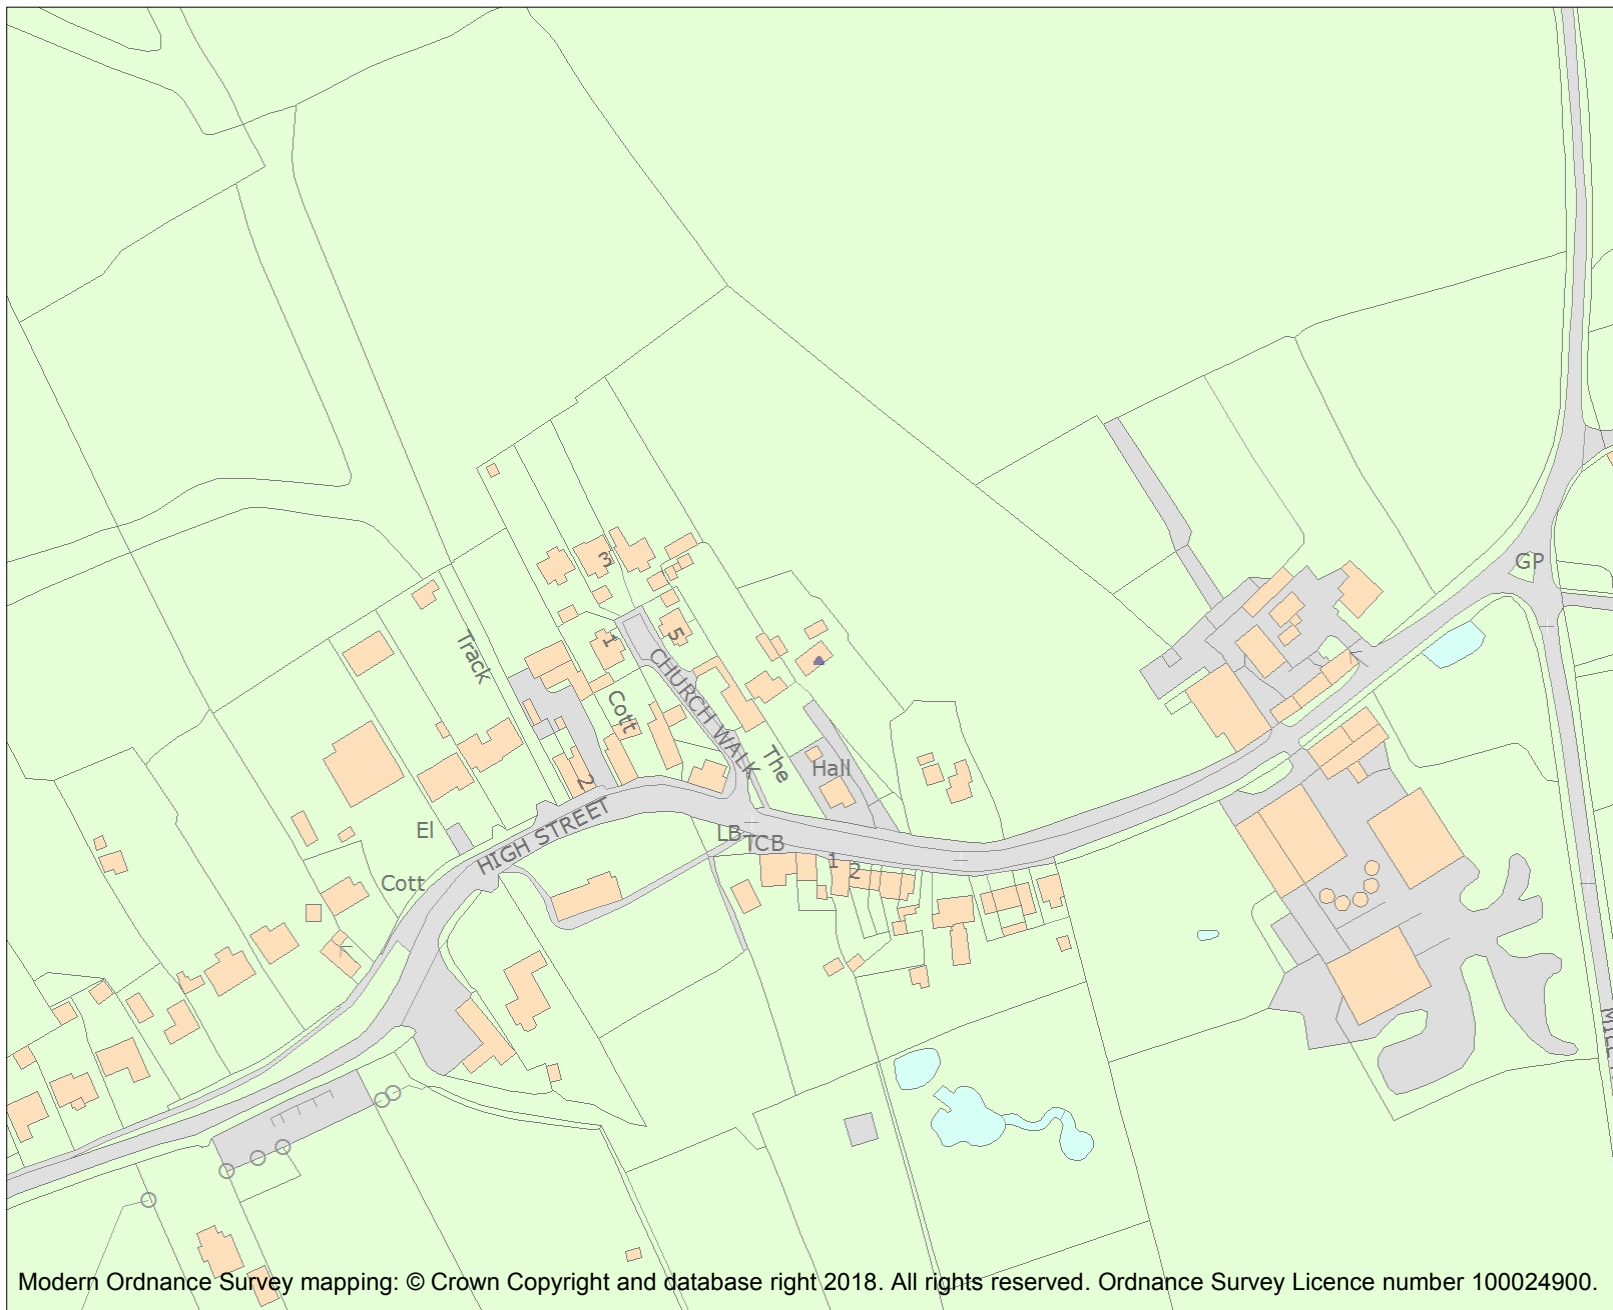 GP
3
Track
1
5
CHURCH WALK
Cott
The
Hall
2
HIGH STREET
El
LB
TCB
1
2
Cott
Modern Ordnance Survey mapping: © Crown Copyright and database right 2018. All rights reserved. Ordnance Survey Licence number 100024900.